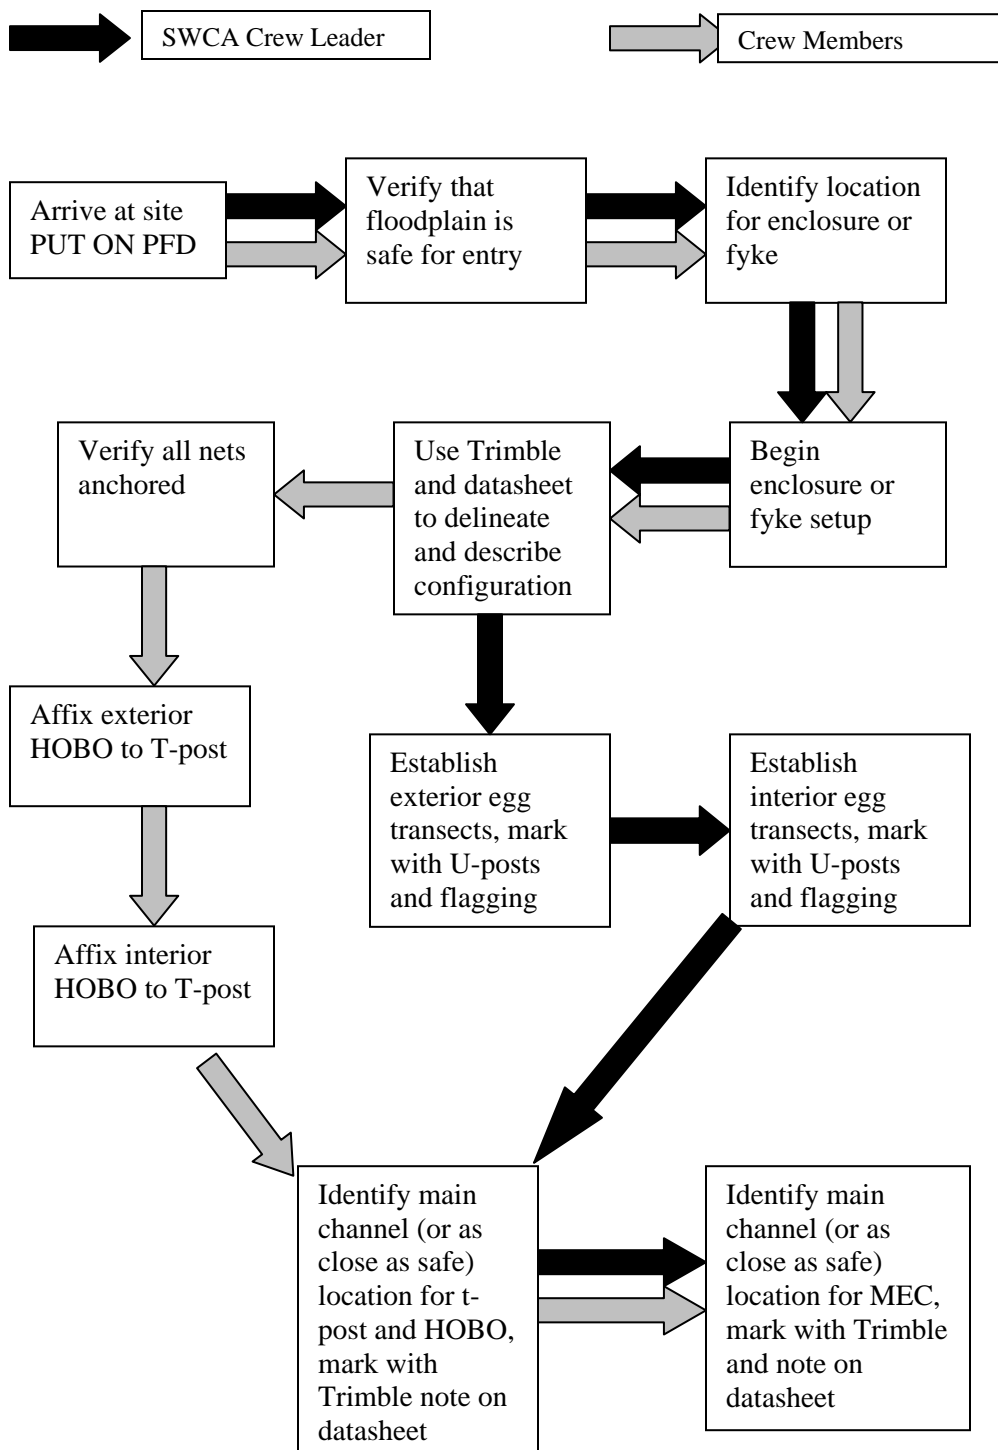 SWCA Crew Leader
Crew Members
Arrive at site
PUT ON PFD
Verify that
floodplain is
safe for entry
Identify location
for enclosure or
fyke
Begin
enclosure or
fyke setup
Use Trimble
and datasheet
to delineate
and describe
configuration
Verify all nets
anchored
Affix exterior
HOBO to T-post
Affix interior
HOBO to T-post
Establish
exterior egg
transects, mark
with U-posts
and flagging
Establish
interior egg
transects, mark
with U-posts
and flagging
Identify main
channel (or as
close as safe)
location for t-
post and HOBO,
mark with
Trimble note on
datasheet
Identify main
channel (or as
close as safe)
location for MEC,
mark with Trimble
and note on
datasheet